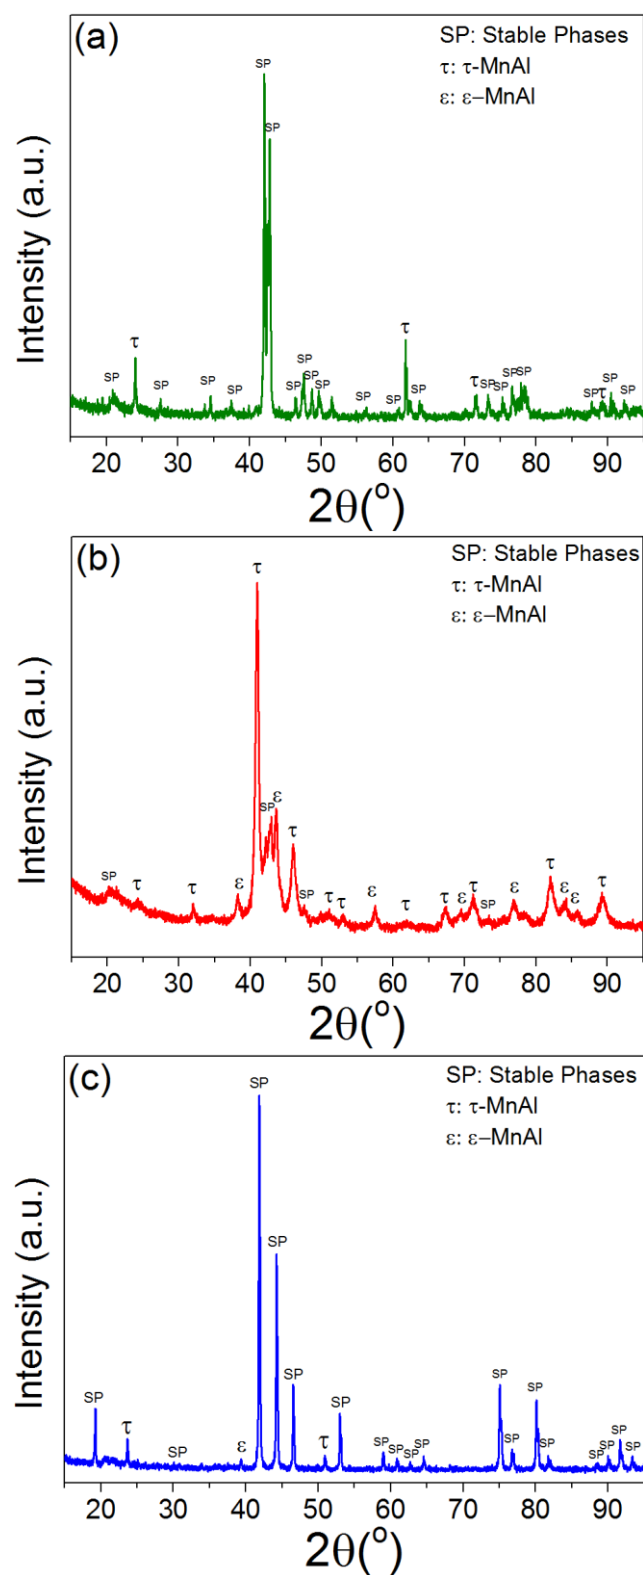 (a)
SP: Stable Phases
τ: τ-MnAl
ε: ε–MnAl
SP
SP
SP
τ
SP
SP
SP
SP
SP
SP
SP
SP
SP
τ
SP
τ
SP
SP
SP
SP
SP
τ
SP
SP
Intensity (a.u.)
20 30 40 50 60 70 80 90
2θ(°)
(b)
SP: Stable Phases
τ: τ-MnAl
ε: ε–MnAl
SP
τ
τ
ε
τ
SP
ε
τ
SP
τ
τ
ε
τ
τ
ε
τ
SP
ε
τ
ε
ε
τ
Intensity (a.u.)
20 30 40 50 60 70 80 90
2θ(°)
(c)
SP: Stable Phases
τ: τ-MnAl
ε: ε–MnAl
SP
τ
SP
ε
SP
SP
SP
τ
SP
SP
SP
SP
SP
SP
SP
SP
SP
SP
SP
SP
SP
Intensity (a.u.)
20 30 40 50 60 70 80 90
2θ(°)